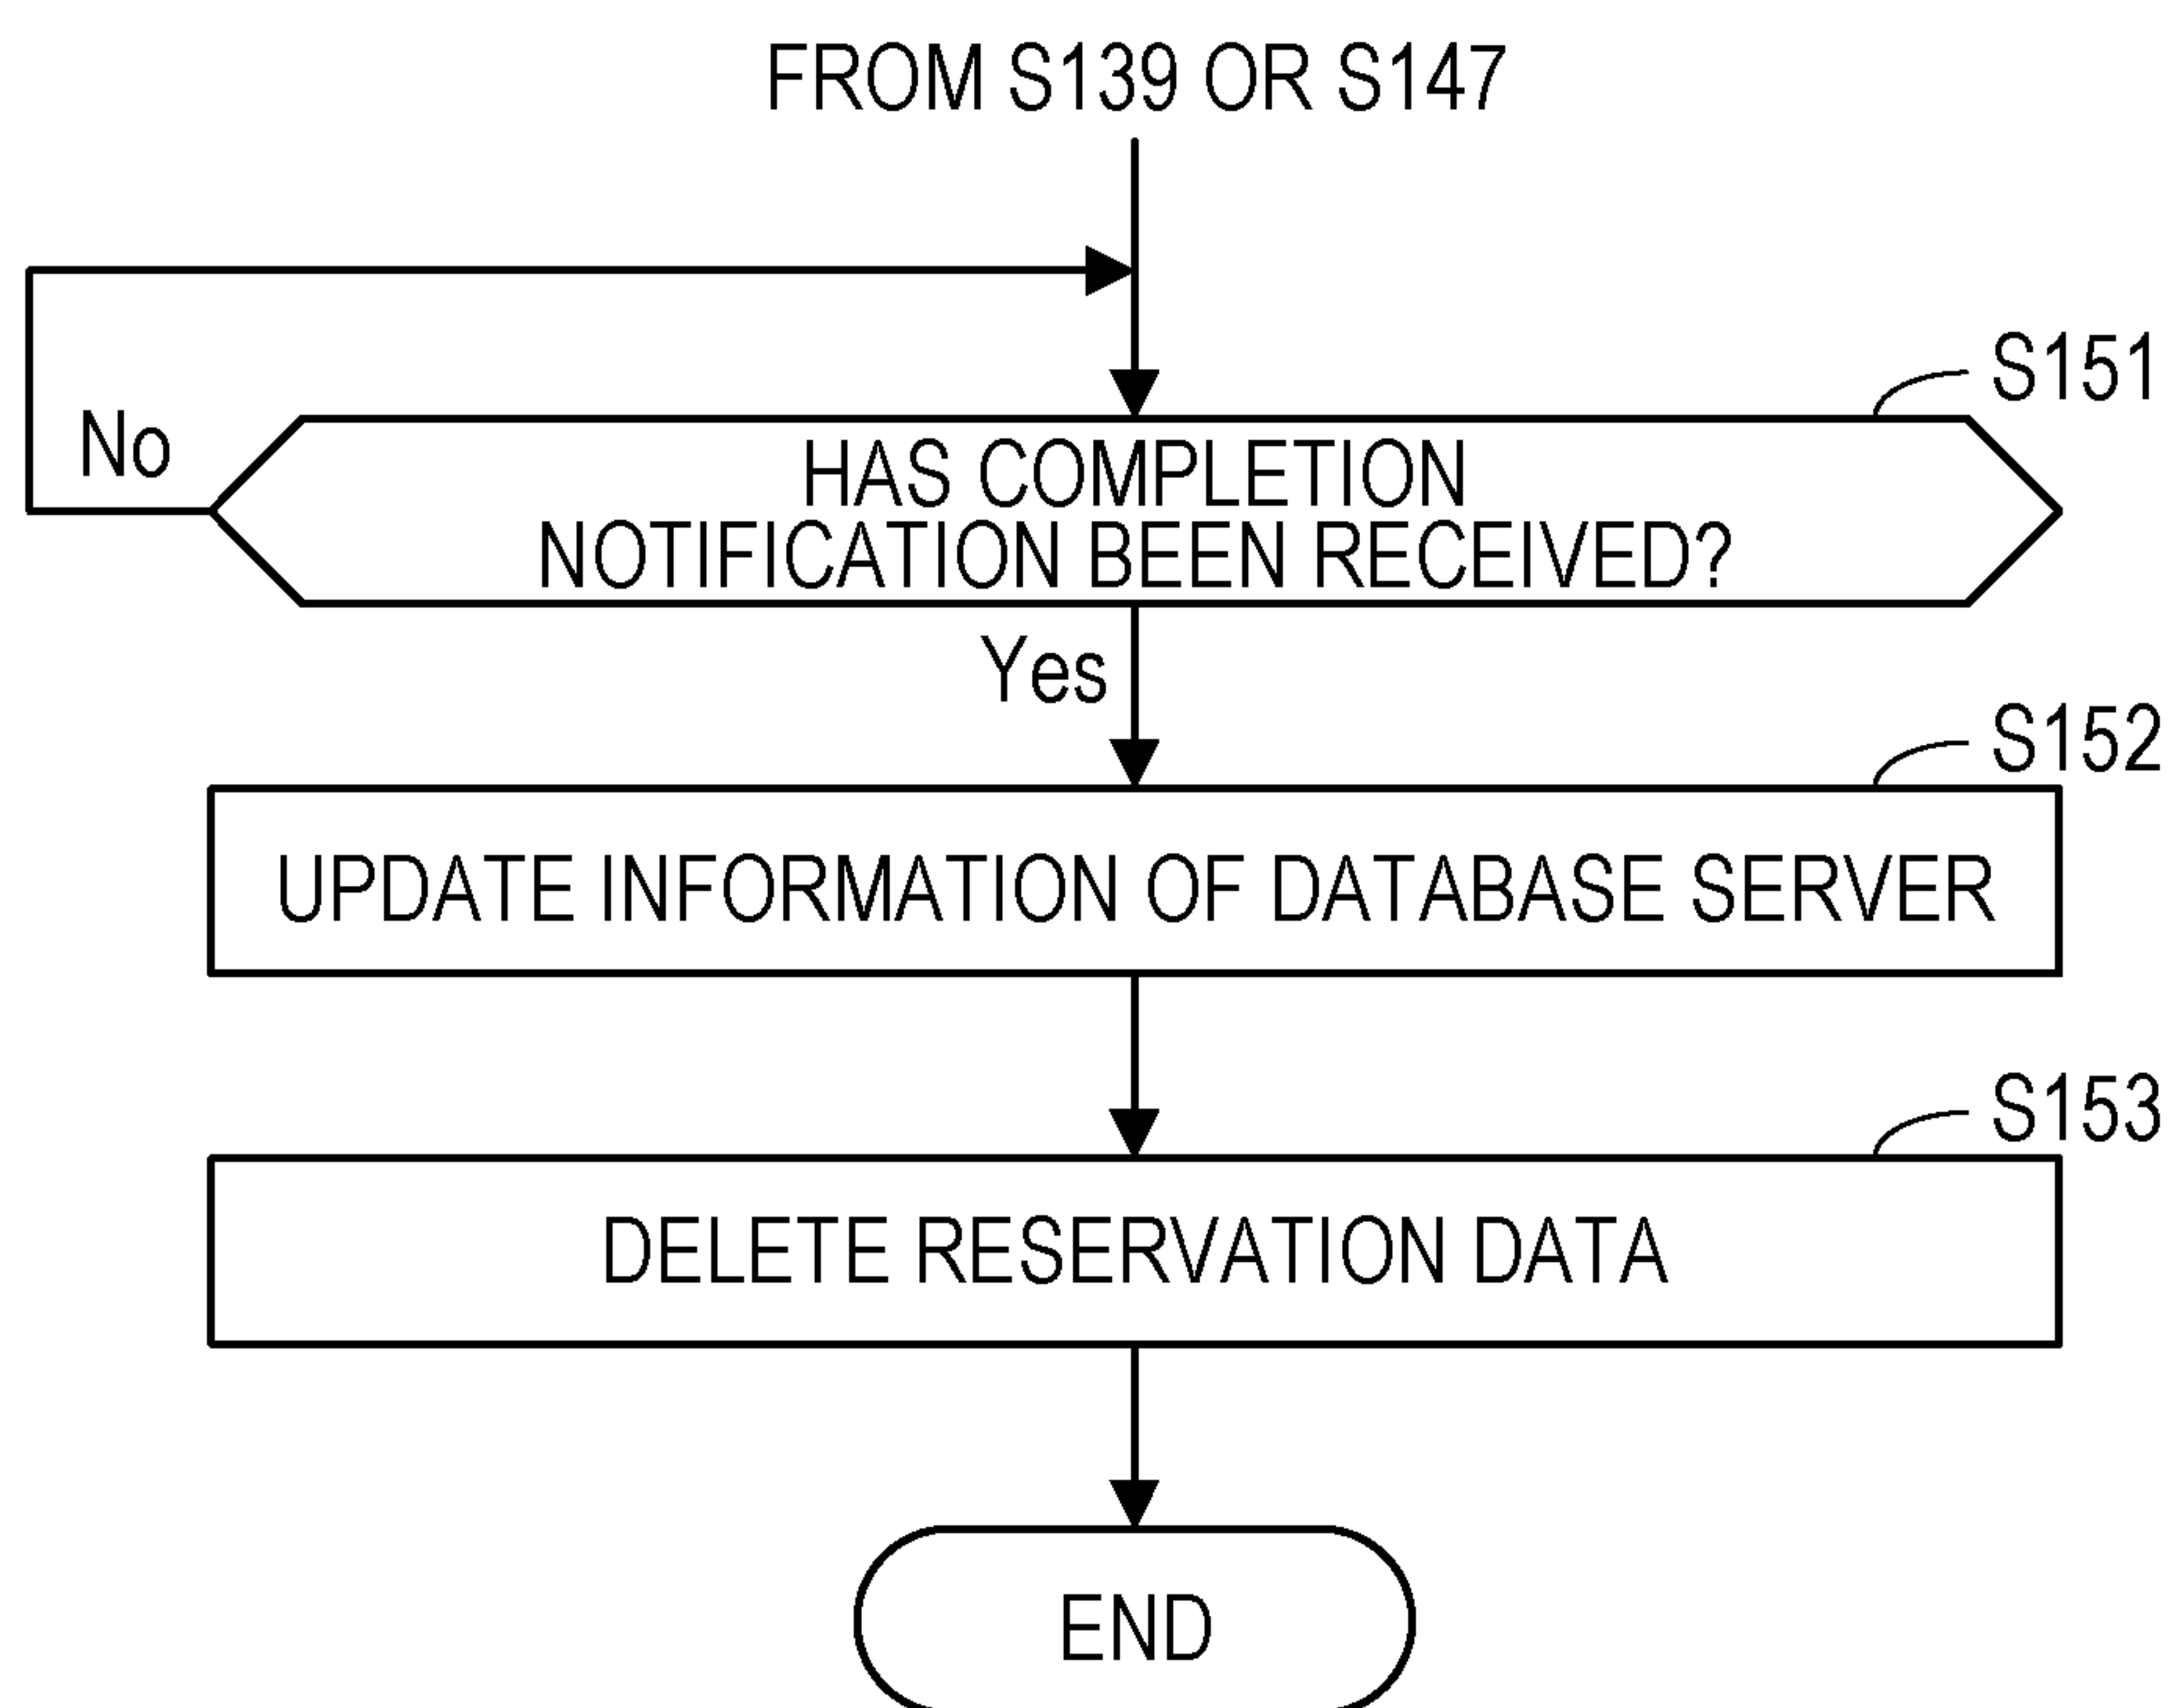 FROM S139 OR S147
S151
No
HAS COMPLETION
NOTIFICATION BEEN RECEIVED?
Yes
S152
UPDATE INFORMATION OF DATABASE SERVER
S153
DELETE RESERVATION DATA
END